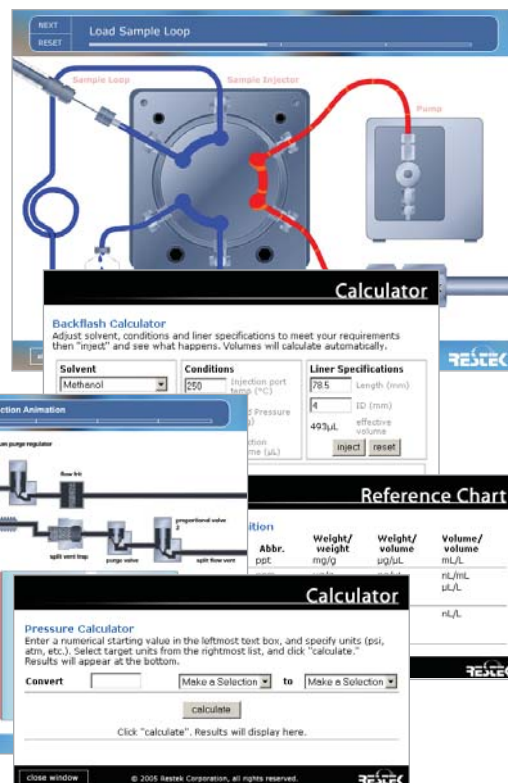 NEXT
RESET
Load Sample Loop
Sample Loop
Sample Injector
Pump
RESTEK
Calculator
Backflash Calculator
Adjust solvent, conditions and liner specifications to meet your requirements
then "inject" and see what happens. Volumes will calculate automatically.
Solvent
Methanol
Conditions
250
Injection port
temp (°C)
Pressure
Liner Specifications
78.5
Length (mm)
4
ID (mm)
493µL
effective
volume
inject
reset
ction Animation
purge regulator
flow frit
split vent trap
purge valve
proportional valve
2
split flow vent
Reference Chart
ition
Abbr.
Weight/
weight
Weight/
volume
Volume/
volume
ppt
mg/g
µg/µL
mL/L
nL/mL
µL/L
nL/L
RESTEK
Calculator
Pressure Calculator
Enter a numerical starting value in the leftmost text box, and specify units (psi,
atm, etc.). Select target units from the rightmost list, and click "calculate."
Results will appear at the bottom.
Convert
Make a Selection
to
Make a Selection
calculate
Click "calculate". Results will display here.
close window
© 2005 Restek Corporation, all rights reserved.
RESTEK